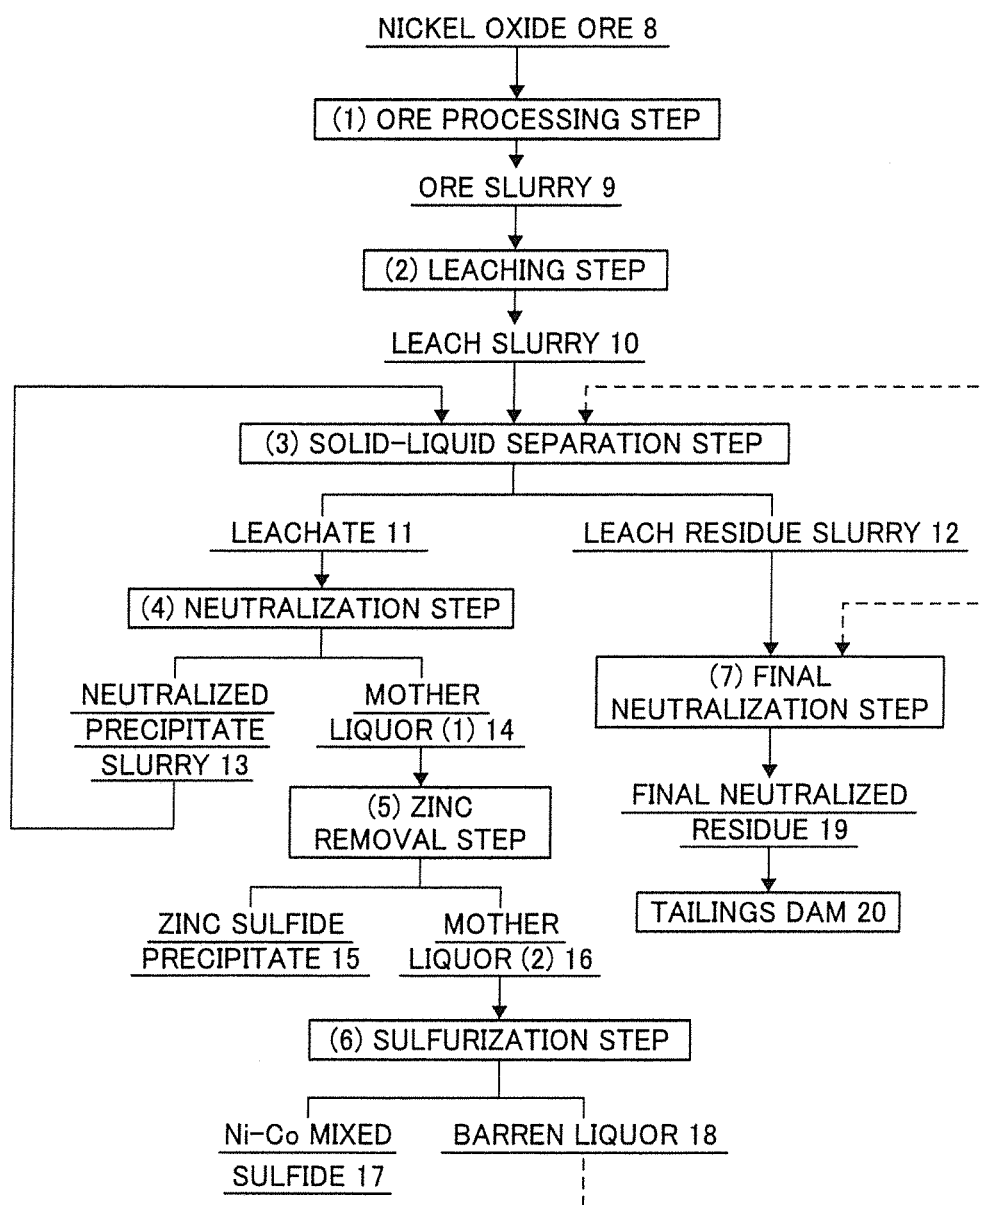 NICKEL OXIDE ORE 8
(1) ORE PROCESSING STEP
ORE SLURRY 9
(2) LEACHING STEP
LEACH SLURRY 10
(3) SOLID-LIQUID SEPARATION STEP
LEACHATE 11
LEACH RESIDUE SLURRY 12
(4) NEUTRALIZATION STEP
NEUTRALIZED
PRECIPITATE
SLURRY 13
MOTHER
LIQUOR (1) 14
(7) FINAL
NEUTRALIZATION STEP
(5) ZINC
REMOVAL STEP
FINAL NEUTRALIZED
RESIDUE 19
ZINC SULFIDE
PRECIPITATE 15
MOTHER
LIQUOR (2) 16
TAILINGS DAM 20
(6) SULFURIZATION STEP
Ni-Co MIXED
SULFIDE 17
BARREN LIQUOR 18